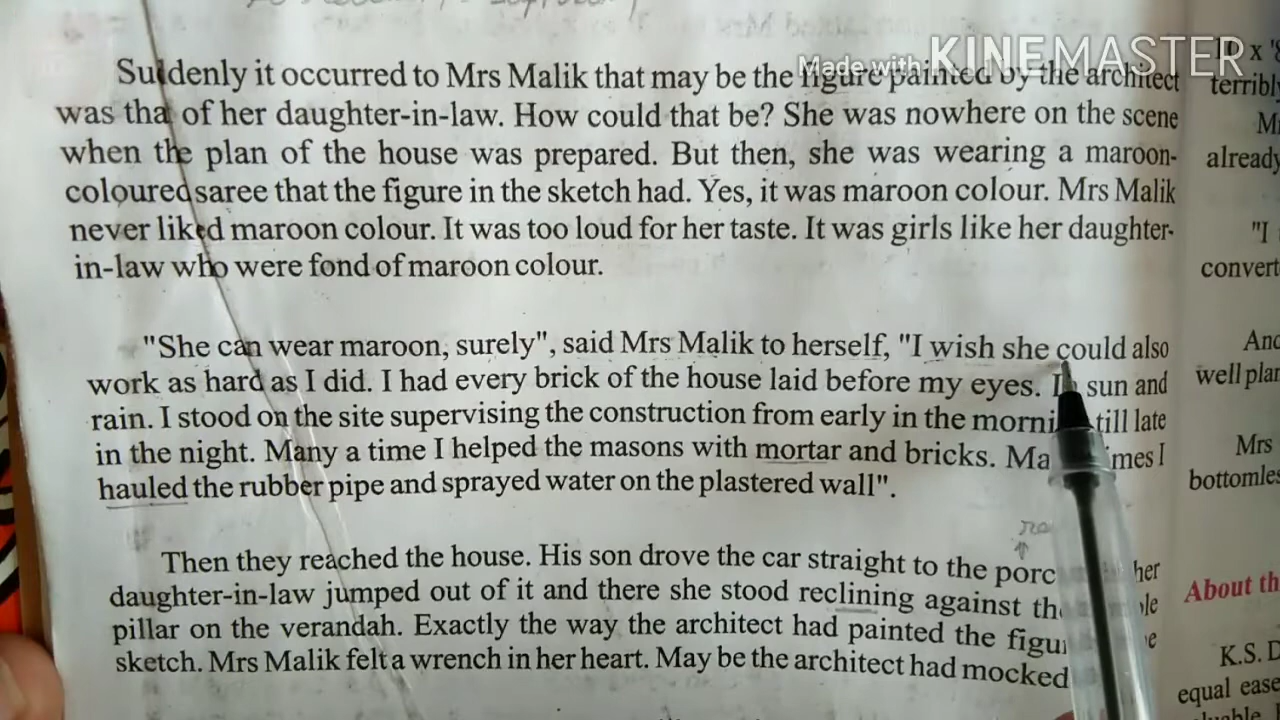 Made with KINEMASTER
Suddenly it occurred to Mrs Malik that may be the figure painted by the architect
was that of her daughter-in-law. How could that be? She was nowhere on the scene
when the plan of the house was prepared. But then, she was wearing a maroon-
coloured saree that the figure in the sketch had. Yes, it was maroon colour. Mrs Malik
never liked maroon colour. It was too loud for her taste. It was girls like her daughter-
in-law who were fond of maroon colour.
"She can wear maroon, surely", said Mrs Malik to herself, "I wish she could also
work as hard as I did. I had every brick of the house laid before my eyes. In sun and
rain. I stood on the site supervising the construction from early in the morni till late
in the night. Many a time I helped the masons with mortar and bricks. Ma mes I
hauled the rubber pipe and sprayed water on the plastered wall".
Then they reached the house. His son drove the car straight to the porc her
daughter-in-law jumped out of it and there she stood reclining against th le
pillar on the verandah. Exactly the way the architect had painted the figu e
sketch. Mrs Malik felt a wrench in her heart. May be the architect had mocked
10 x
terribly
already
"I
convert
well plan
Mrs
bottomles
About th
K.S. D
equal ease